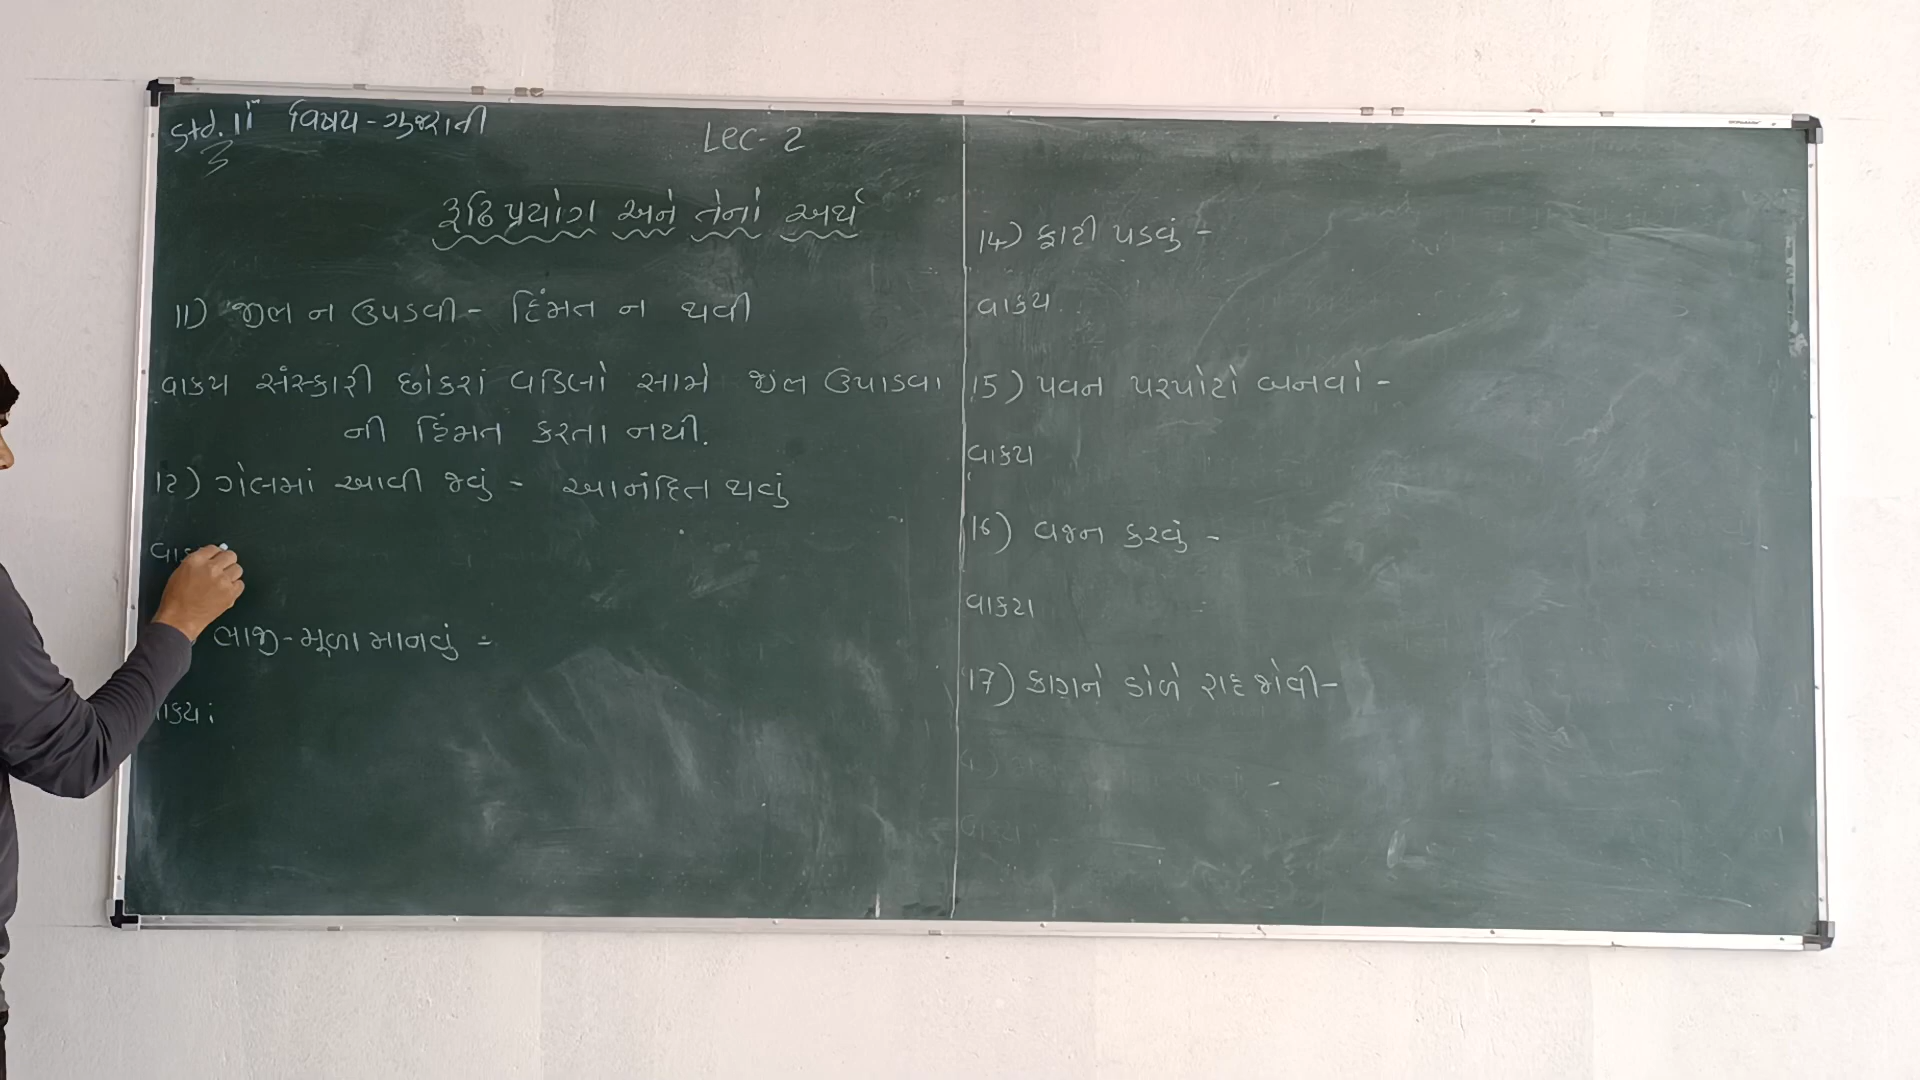 Std. 11 વિષય - ગુજરાતી
Lec - 2
રૂઢિપ્રયોગ અને તેનાં અર્થ
11) જીભ ન ઉપડવી - હિંમત ન થવી
વાક્ય સંસ્કારી છોકરાં વડિલો સામે જીભ ઉપાડવા
ની હિંમત કરતા નથી.
12) ગેલમાં આવી જવું - આનંદિત થવું
ભાજી-મૂળા માનવું -
14) ફાટી પડવું -
વાક્ય
15) પવન પરપોટો બનવો -
વાક્ય
16) વજન કરવું -
વાક્ય
17) કાગને ડોળે રાહ જોવી -